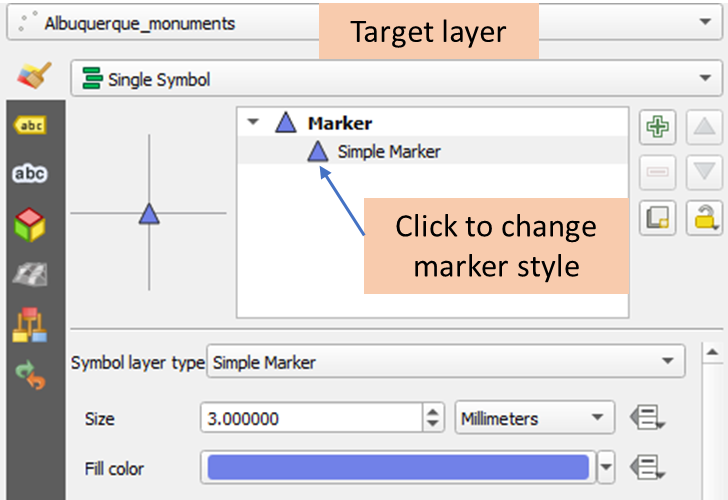 Albuquerque_monuments
Target layer
Single Symbol
abc
Marker
Simple Marker
abc
Click to change
marker style
Symbol layer type Simple Marker
Size 3.000000 Millimeters
Fill color